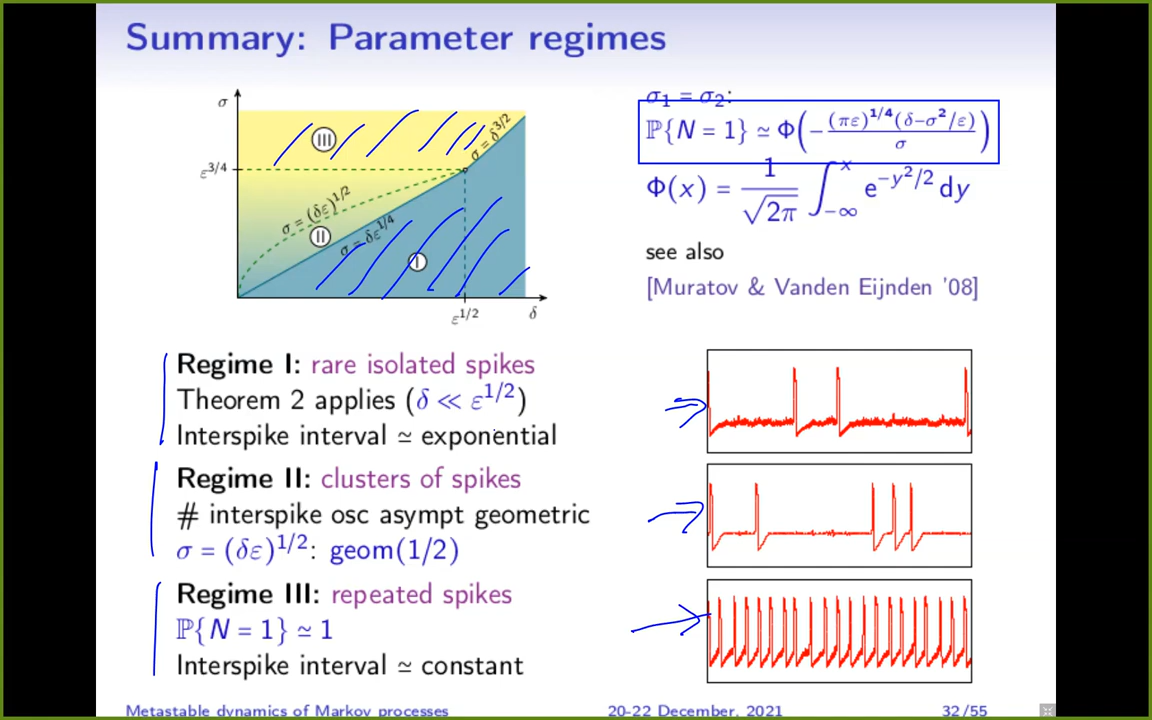 Summary: Parameter regimes
σ
III
σ = δ^{3/2}
ε^{3/4}
σ = (δε)^{1/2}
II
σ = δε^{1/4}
I
ε^{1/2}
δ
σ₁ = σ₂:
ℙ{N = 1} ≃ Φ(−(πε)^{1/4}(δ−σ²/ε)/σ)
Φ(x) = 1/√2π ∫_{−∞}^{x} e^{−y²/2} dy
see also
[Muratov & Vanden Eijnden '08]
Regime I: rare isolated spikes
Theorem 2 applies (δ ≪ ε^{1/2})
Interspike interval ≃ exponential
Regime II: clusters of spikes
# interspike osc asympt geometric
σ = (δε)^{1/2}: geom(1/2)
Regime III: repeated spikes
ℙ{N = 1} ≃ 1
Interspike interval ≃ constant
Metastable dynamics of Markov processes
20-22 December, 2021
32/55